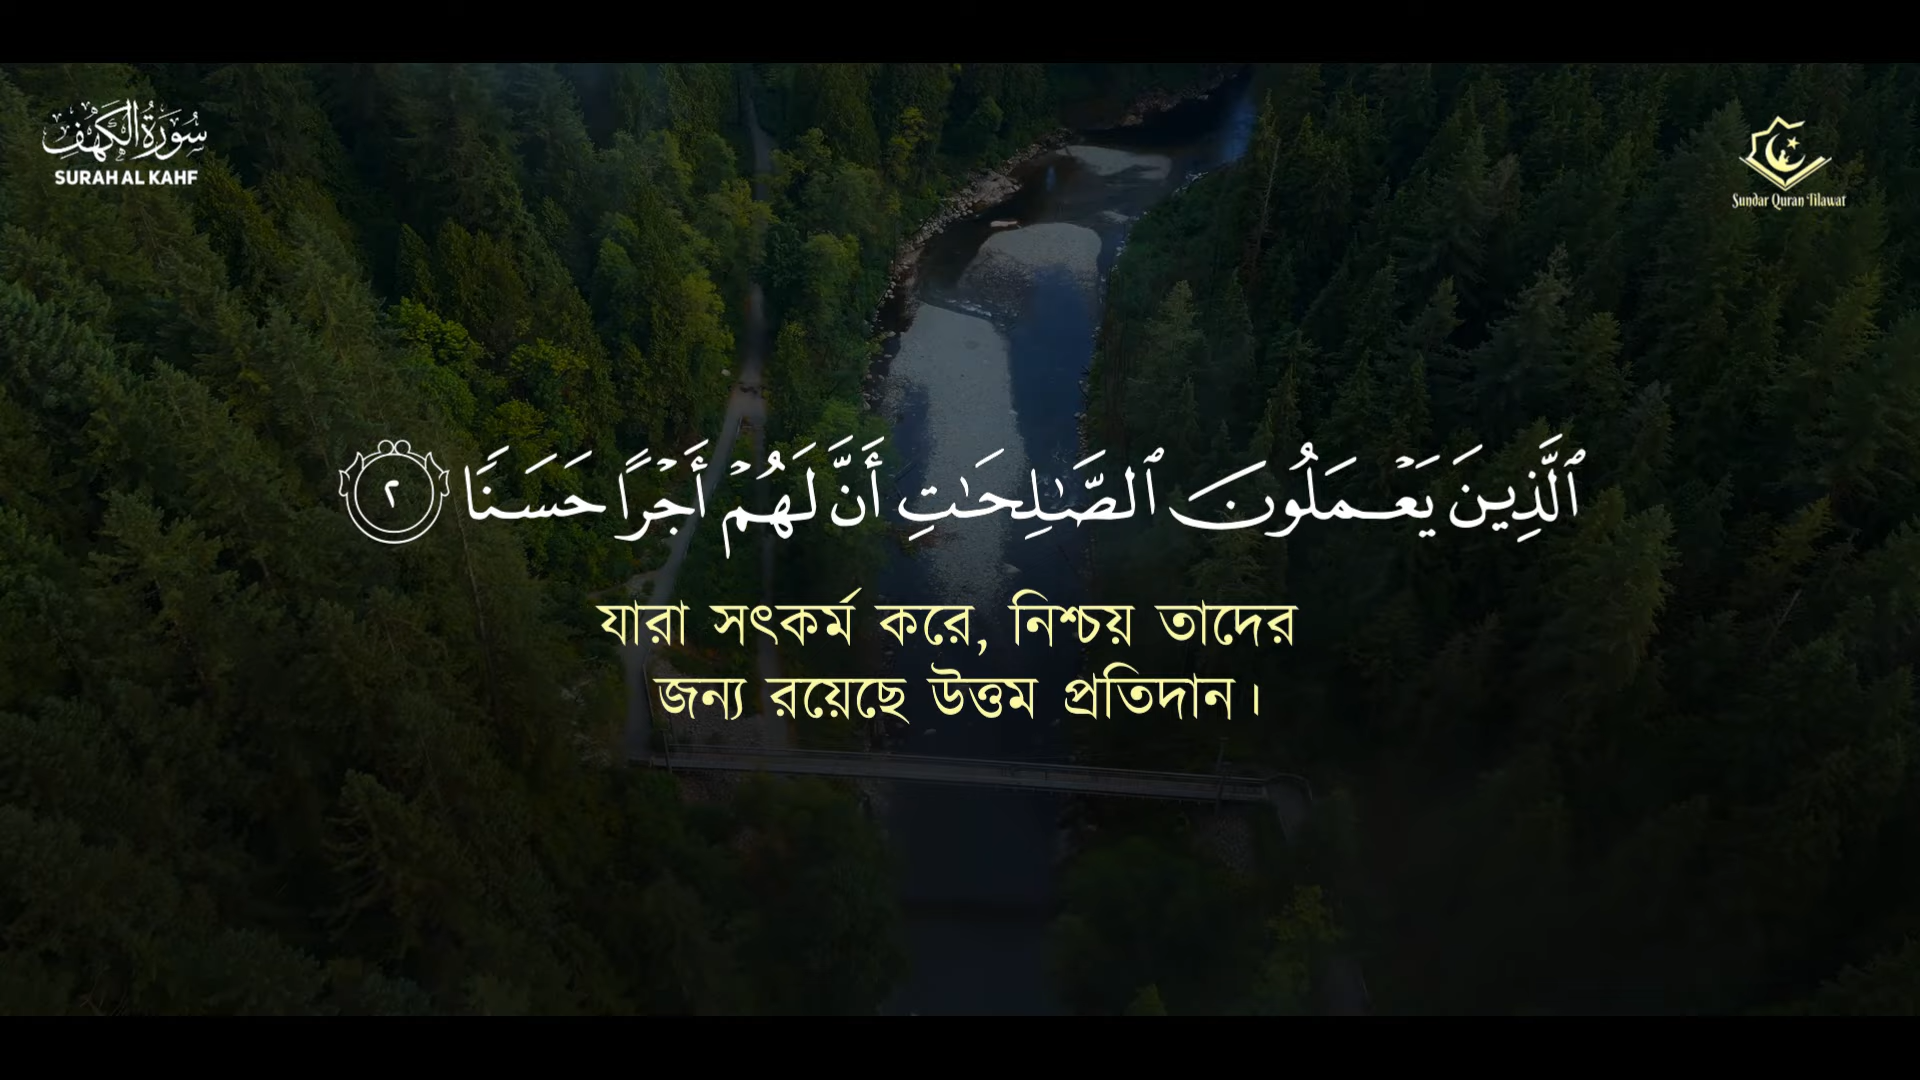 سُورَةُ الكَهْفِ
SURAH AL KAHF
Sundar Quran Tilawat
ٱلَّذِينَ يَعْمَلُونَ ٱلصَّـٰلِحَـٰتِ أَنَّ لَهُمْ أَجْرًا حَسَنًا ٢
যারা সৎকর্ম করে, নিশ্চয় তাদের
জন্য রয়েছে উত্তম প্রতিদান।